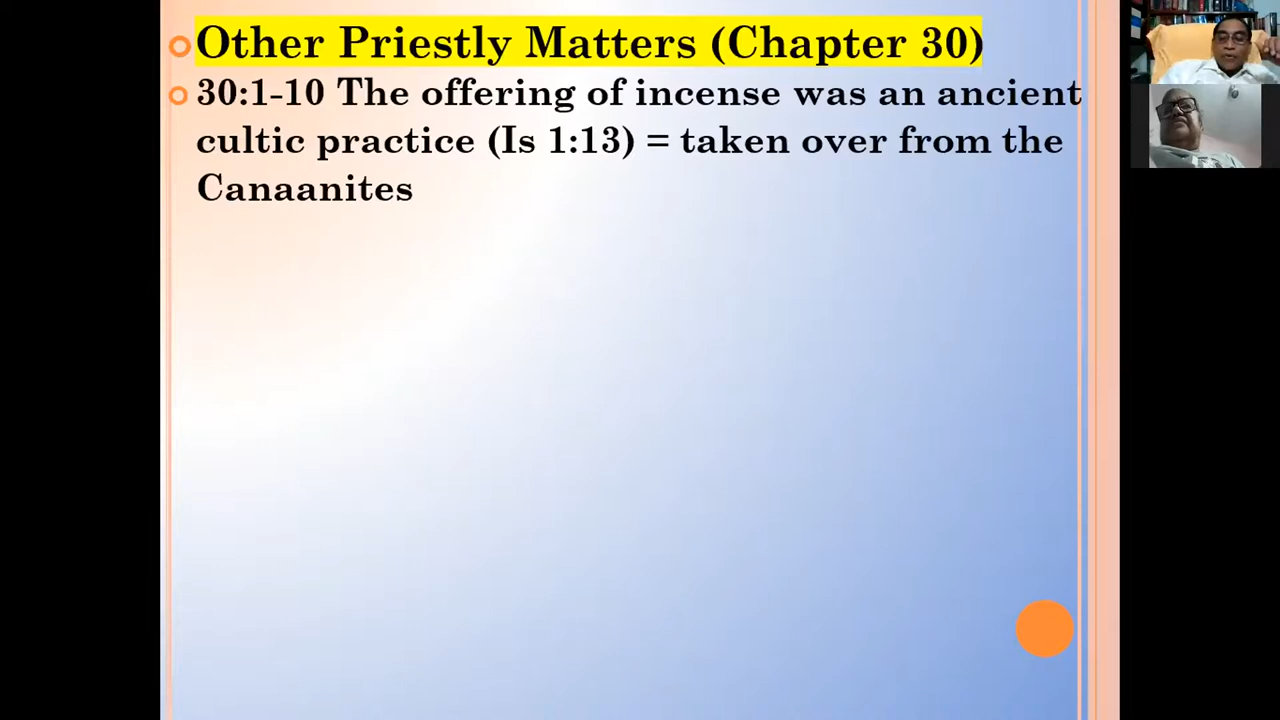 Other Priestly Matters (Chapter 30)
30:1-10 The offering of incense was an ancient
cultic practice (Is 1:13) = taken over from the
Canaanites